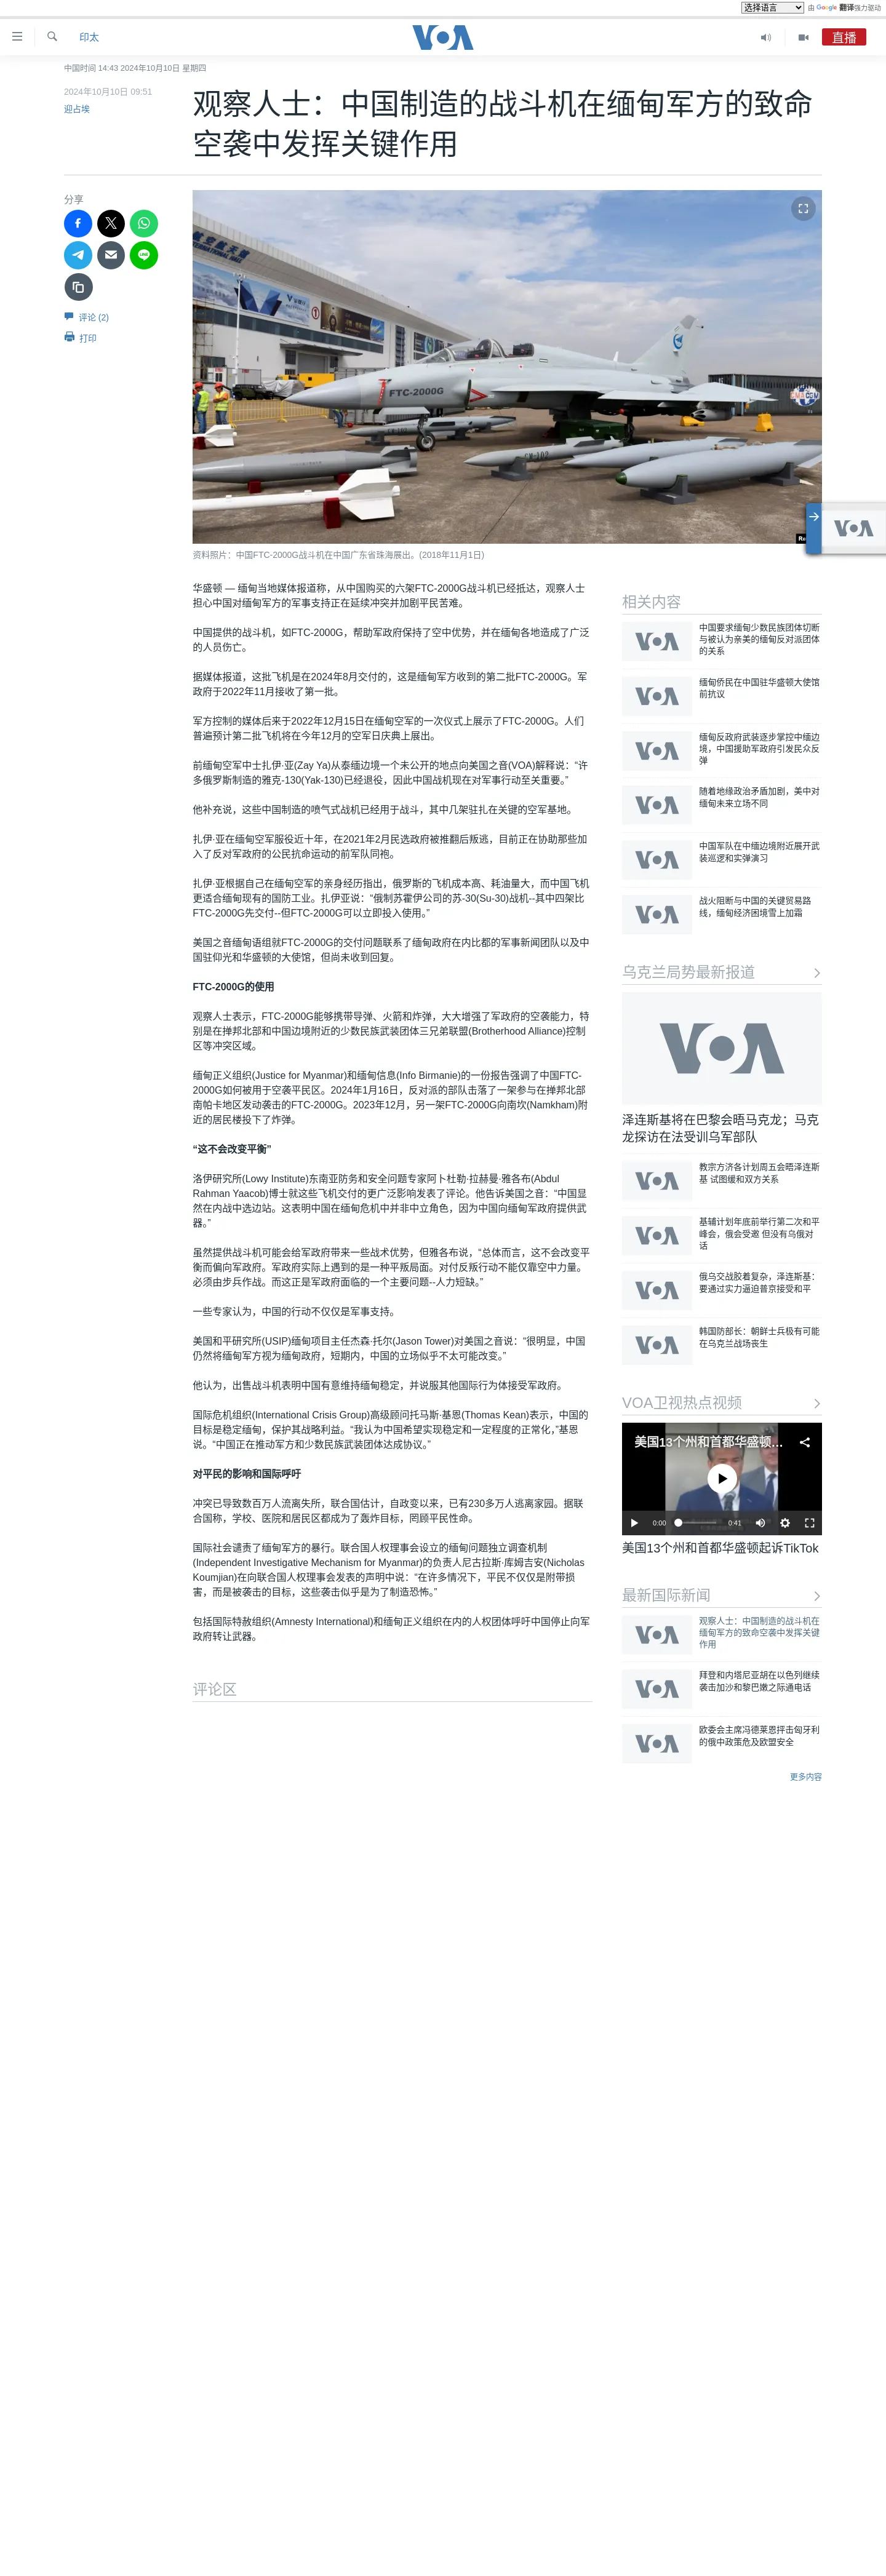 选择语言 由 Google 翻译强力驱动
印太
VOA
直播
中国时间 14:43 2024年10月10日 星期四
2024年10月10日 09:51
迎占埃
观察人士：中国制造的战斗机在缅甸军方的致命
空袭中发挥关键作用
分享
评论 (2)
打印
FTC-2000G
资料照片：中国FTC-2000G战斗机在中国广东省珠海展出。(2018年11月1日)
华盛顿 — 缅甸当地媒体报道称，从中国购买的六架FTC-2000G战斗机已经抵达，观察人士
担心中国对缅甸军方的军事支持正在延续冲突并加剧平民苦难。
中国提供的战斗机，如FTC-2000G，帮助军政府保持了空中优势，并在缅甸各地造成了广泛
的人员伤亡。
据媒体报道，这批飞机是在2024年8月交付的，这是缅甸军方收到的第二批FTC-2000G。军
政府于2022年11月接收了第一批。
军方控制的媒体后来于2022年12月15日在缅甸空军的一次仪式上展示了FTC-2000G。人们
普遍预计第二批飞机将在今年12月的空军日庆典上展出。
前缅甸空军中士扎伊·亚(Zay Ya)从泰缅边境一个未公开的地点向美国之音(VOA)解释说：“许
多俄罗斯制造的雅克-130(Yak-130)已经退役，因此中国战机现在对军事行动至关重要。”
他补充说，这些中国制造的喷气式战机已经用于战斗，其中几架驻扎在关键的空军基地。
扎伊·亚在缅甸空军服役近十年，在2021年2月民选政府被推翻后叛逃，目前正在协助那些加
入了反对军政府的公民抗命运动的前军队同袍。
扎伊·亚根据自己在缅甸空军的亲身经历指出，俄罗斯的飞机成本高、耗油量大，而中国飞机
更适合缅甸现有的国防工业。扎伊亚说：“俄制苏霍伊公司的苏-30(Su-30)战机--其中四架比
FTC-2000G先交付--但FTC-2000G可以立即投入使用。”
美国之音缅甸语组就FTC-2000G的交付问题联系了缅甸政府在内比都的军事新闻团队以及中
国驻仰光和华盛顿的大使馆，但尚未收到回复。
FTC-2000G的使用
观察人士表示，FTC-2000G能够携带导弹、火箭和炸弹，大大增强了军政府的空袭能力，特
别是在掸邦北部和中国边境附近的少数民族武装团体三兄弟联盟(Brotherhood Alliance)控制
区等冲突区域。
缅甸正义组织(Justice for Myanmar)和缅甸信息(Info Birmanie)的一份报告强调了中国FTC-
2000G如何被用于空袭平民区。2024年1月16日，反对派的部队击落了一架参与在掸邦北部
南帕卡地区发动袭击的FTC-2000G。2023年12月，另一架FTC-2000G向南坎(Namkham)附
近的居民楼投下了炸弹。
“这不会改变平衡”
洛伊研究所(Lowy Institute)东南亚防务和安全问题专家阿卜杜勒·拉赫曼·雅各布(Abdul
Rahman Yaacob)博士就这些飞机交付的更广泛影响发表了评论。他告诉美国之音：“中国显
然在内战中选边站。这表明中国在缅甸危机中并非中立角色，因为中国向缅甸军政府提供武
器。”
虽然提供战斗机可能会给军政府带来一些战术优势，但雅各布说，“总体而言，这不会改变平
衡而偏向军政府。军政府实际上遇到的是一种平叛局面。对付反叛行动不能仅靠空中力量。
必须由步兵作战。而这正是军政府面临的一个主要问题--人力短缺。”
一些专家认为，中国的行动不仅仅是军事支持。
美国和平研究所(USIP)缅甸项目主任杰森·托尔(Jason Tower)对美国之音说：“很明显，中国
仍然将缅甸军方视为缅甸政府，短期内，中国的立场似乎不太可能改变。”
他认为，出售战斗机表明中国有意维持缅甸稳定，并说服其他国际行为体接受军政府。
国际危机组织(International Crisis Group)高级顾问托马斯·基恩(Thomas Kean)表示，中国的
目标是稳定缅甸，保护其战略利益。“我认为中国希望实现稳定和一定程度的正常化，”基恩
说。“中国正在推动军方和少数民族武装团体达成协议。”
对平民的影响和国际呼吁
冲突已导致数百万人流离失所，联合国估计，自政变以来，已有230多万人逃离家园。据联
合国称，学校、医院和居民区都成为了轰炸目标，罔顾平民性命。
国际社会谴责了缅甸军方的暴行。联合国人权理事会设立的缅甸问题独立调查机制
(Independent Investigative Mechanism for Myanmar)的负责人尼古拉斯·库姆吉安(Nicholas
Koumjian)在向联合国人权理事会发表的声明中说：“在许多情况下，平民不仅仅是附带损
害，而是被袭击的目标，这些袭击似乎是为了制造恐怖。”
包括国际特赦组织(Amnesty International)和缅甸正义组织在内的人权团体呼吁中国停止向军
政府转让武器。
评论区
相关内容
中国要求缅甸少数民族团体切断
与被认为亲美的缅甸反对派团体
的关系
缅甸侨民在中国驻华盛顿大使馆
前抗议
缅甸反政府武装逐步掌控中缅边
境，中国援助军政府引发民众反
弹
随着地缘政治矛盾加剧，美中对
缅甸未来立场不同
中国军队在中缅边境附近展开武
装巡逻和实弹演习
战火阻断与中国的关键贸易路
线，缅甸经济困境雪上加霜
乌克兰局势最新报道
VOA
泽连斯基将在巴黎会晤马克龙；马克
龙探访在法受训乌军部队
教宗方济各计划周五会晤泽连斯
基 试图缓和双方关系
基辅计划年底前举行第二次和平
峰会，俄会受邀 但没有乌俄对
话
俄乌交战胶着复杂，泽连斯基：
要通过实力逼迫普京接受和平
韩国防部长：朝鲜士兵极有可能
在乌克兰战场丧生
VOA卫视热点视频
美国13个州和首都华盛顿...
0:00 0:41
美国13个州和首都华盛顿起诉TikTok
最新国际新闻
观察人士：中国制造的战斗机在
缅甸军方的致命空袭中发挥关键
作用
拜登和内塔尼亚胡在以色列继续
袭击加沙和黎巴嫩之际通电话
欧委会主席冯德莱恩抨击匈牙利
的俄中政策危及欧盟安全
更多内容